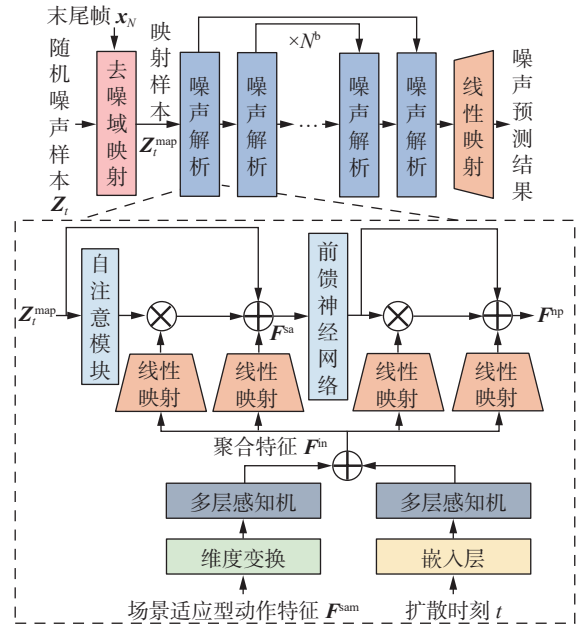 末尾帧 x_N
随机噪声样本 Z_t
去噪域映射
映射样本
Z_t^map
噪声解析
噪声解析
×N^b
…
噪声解析
噪声解析
线性映射
噪声预测结果
Z_t^map
自注意模块
F^sa
前馈神经网络
F^np
线性
映射
线性
映射
线性
映射
线性
映射
聚合特征 F^in
多层感知机
多层感知机
维度变换
嵌入层
场景适应型动作特征 F^sam
扩散时刻 t